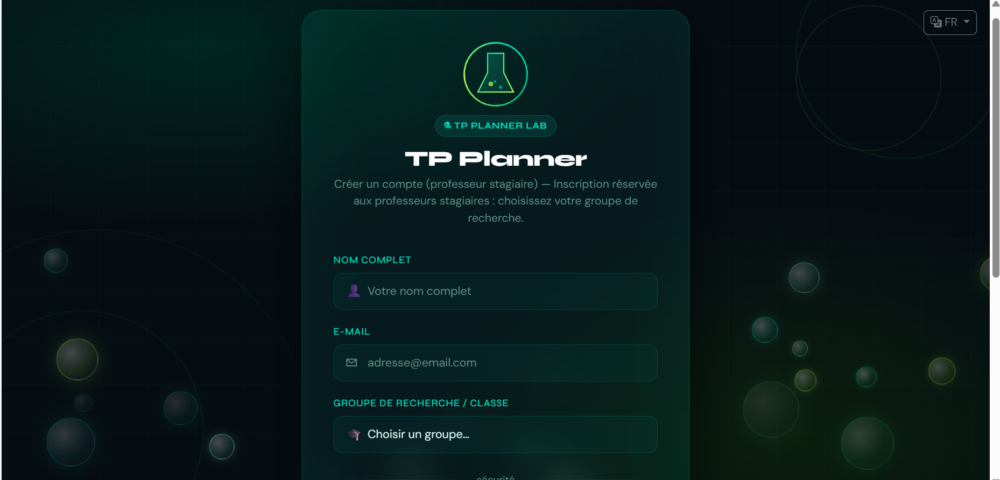 FR
TP PLANNER LAB
TP Planner
Créer un compte (professeur stagiaire) — Inscription réservée
aux professeurs stagiaires : choisissez votre groupe de
recherche.
NOM COMPLET
Votre nom complet
E-MAIL
adresse@email.com
GROUPE DE RECHERCHE / CLASSE
Choisir un groupe...
sécurité